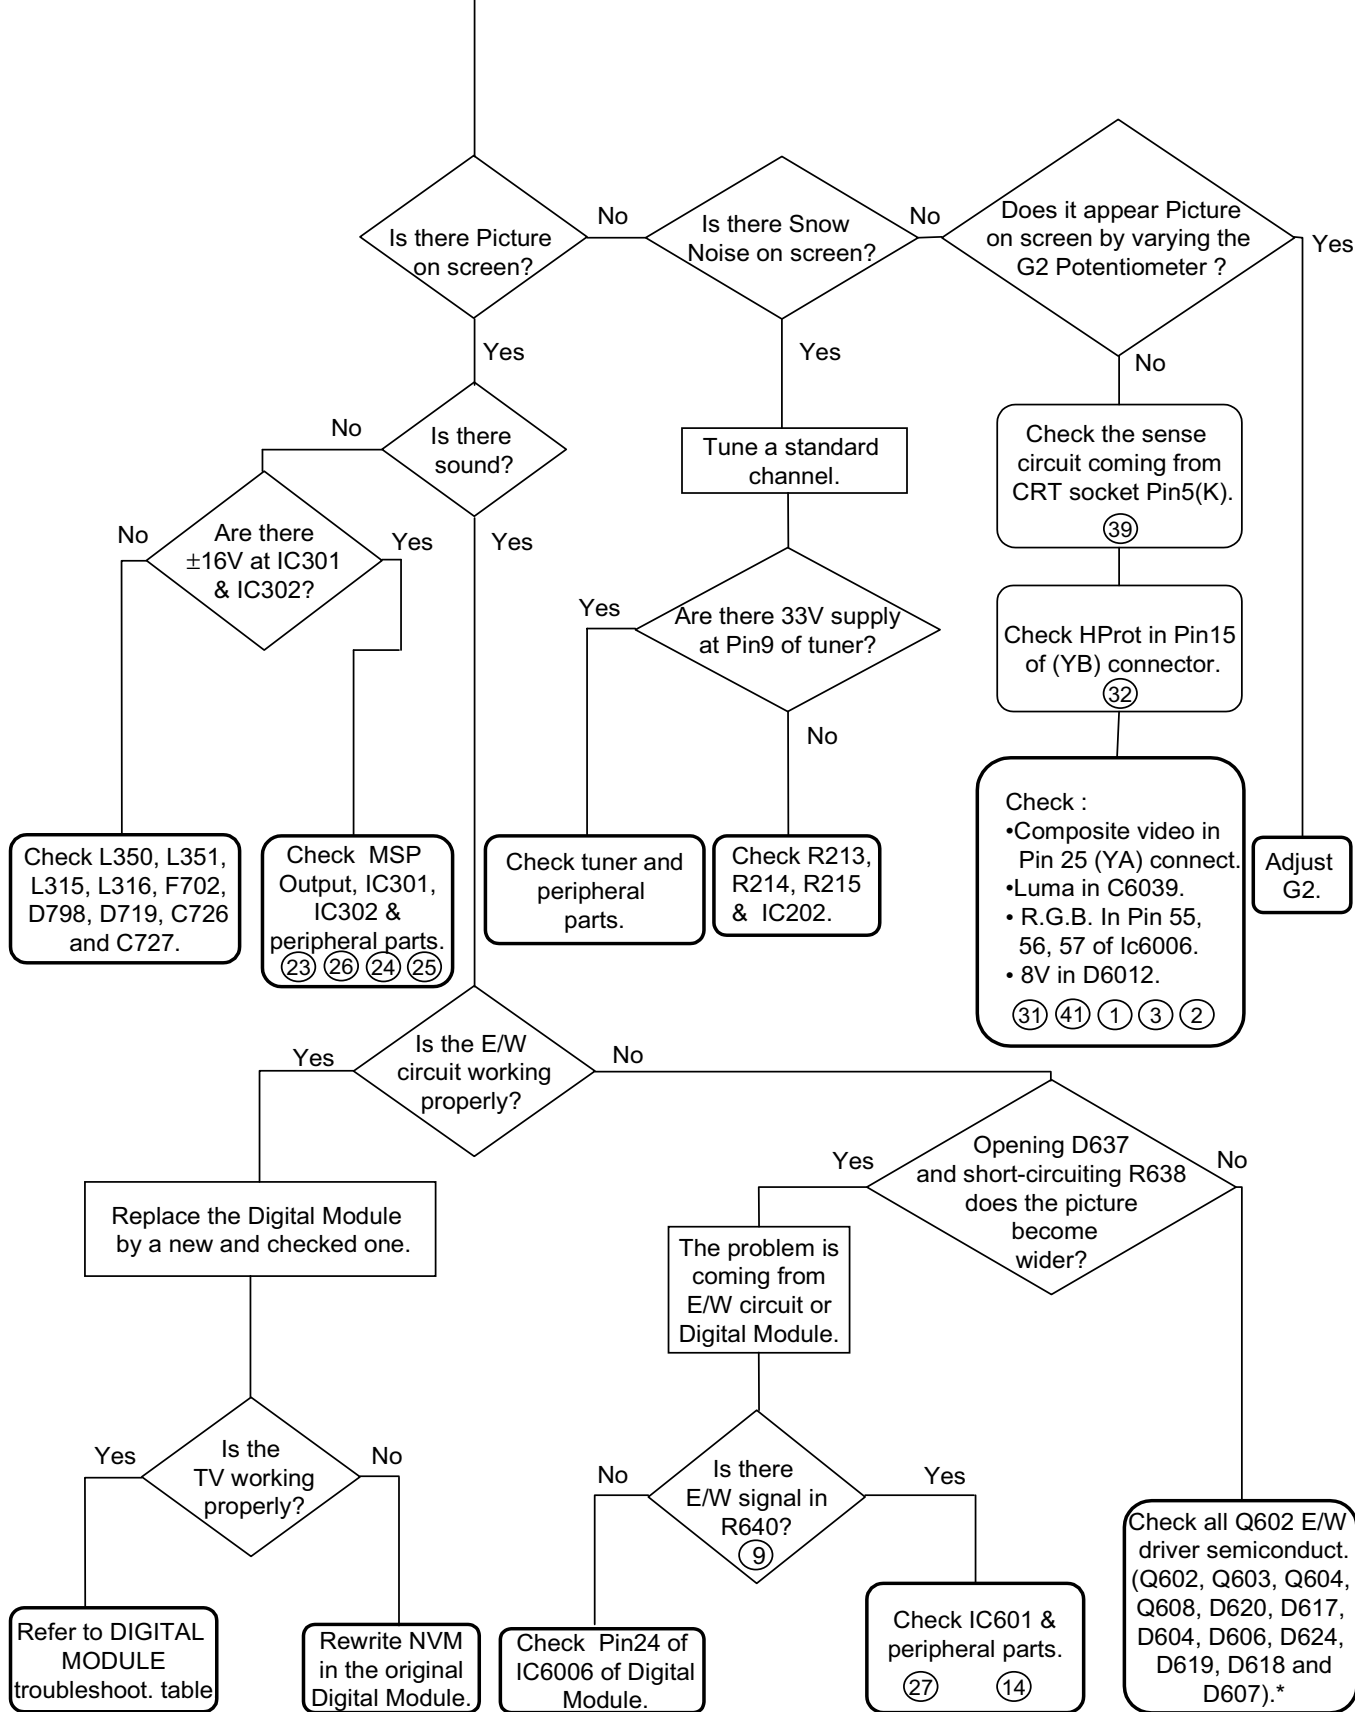 Is there Picture
on screen?
No
Is there Snow
Noise on screen?
No
Does it appear Picture
on screen by varying the
G2 Potentiometer ?
Yes
Yes
Yes
No
Is there
sound?
No
Yes
Tune a standard
channel.
Check the sense
circuit coming from
CRT socket Pin5(K).
39
Are there
±16V at IC301
& IC302?
No
Yes
Are there 33V supply
at Pin9 of tuner?
Yes
No
Check HProt in Pin15
of (YB) connector.
32
Check L350, L351,
L315, L316, F702,
D798, D719, C726
and C727.
Check MSP
Output, IC301,
IC302 &
peripheral parts.
23 26 24 25
Check tuner and
peripheral
parts.
Check R213,
R214, R215
& IC202.
Check :
•Composite video in
Pin 25 (YA) connect.
•Luma in C6039.
• R.G.B. In Pin 55,
56, 57 of Ic6006.
• 8V in D6012.
31 41 1 3 2
Adjust
G2.
Is the E/W
circuit working
properly?
Yes
No
Opening D637
and short-circuiting R638
does the picture
become
wider?
Yes
No
Replace the Digital Module
by a new and checked one.
The problem is
coming from
E/W circuit or
Digital Module.
Is the
TV working
properly?
Yes
No
Is there
E/W signal in
R640?
9
No
Yes
Refer to DIGITAL
MODULE
troubleshoot. table
Rewrite NVM
in the original
Digital Module.
Check Pin24 of
IC6006 of Digital
Module.
Check IC601 &
peripheral parts.
27 14
Check all Q602 E/W
driver semiconduct.
(Q602, Q603, Q604,
Q608, D620, D617,
D604, D606, D624,
D619, D618 and
D607).*